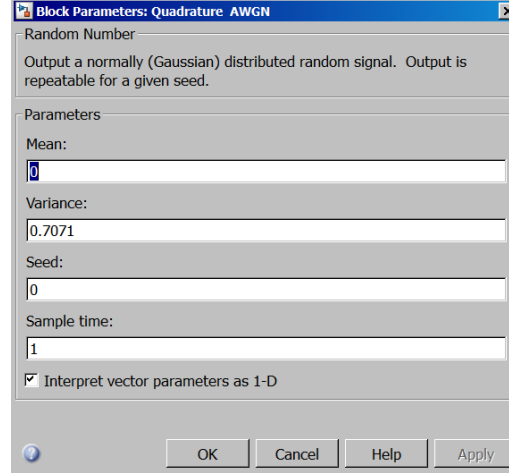 Block Parameters: Quadrature AWGN
Random Number
Output a normally (Gaussian) distributed random signal. Output is
repeatable for a given seed.
Parameters
Mean:
0
Variance:
0.7071
Seed:
0
Sample time:
1
Interpret vector parameters as 1-D
OK Cancel Help Apply